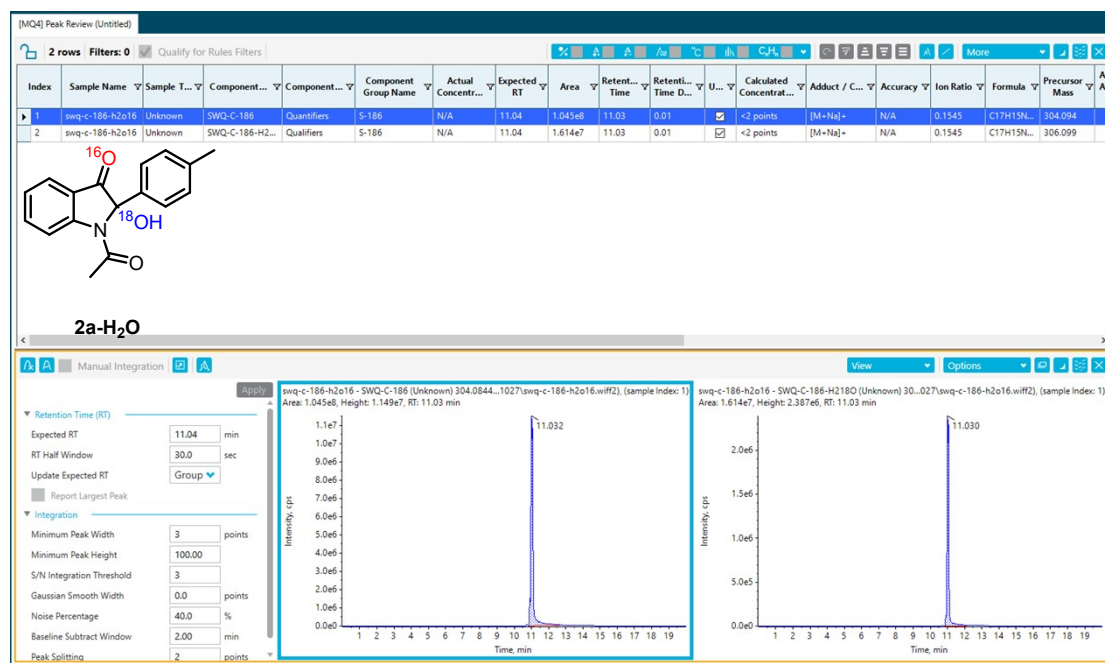 [MQ4] Peak Review (Untitled)
2 rows Filters: 0 Qualify for Rules Filters More
Index Sample Name Sample T... Component... Component... Component Group Name Actual Concentr... Expected RT Area Retent... Time Retenti... Time D... U... Calculated Concentrat... Adduct / C... Accuracy Ion Ratio Formula Precursor Mass
1 swq-c-186-h2o16 Unknown SWQ-C-186 Quantifiers S-186 N/A 11.04 1.045e8 11.03 0.01 <2 points [M+Na]+ N/A 0.1545 C17H15N... 304.094
2 swq-c-186-h2o16 Unknown SWQ-C-186-H2... Qualifiers S-186 N/A 11.04 1.614e7 11.03 0.01 <2 points [M+Na]+ N/A 0.1545 C17H15N... 306.099
¹⁶O
¹⁸OH
N
O
2a-H₂O
Manual Integration View Options
Apply
Retention Time (RT)
Expected RT 11.04 min
RT Half Window 30.0 sec
Update Expected RT Group
Report Largest Peak
Integration
Minimum Peak Width 3 points
Minimum Peak Height 100.00
S/N Integration Threshold 3
Gaussian Smooth Width 0.0 points
Noise Percentage 40.0 %
Baseline Subtract Window 2.00 min
Peak Splitting 2 points
swq-c-186-h2o16 - SWQ-C-186 (Unknown) 304.0844...1027\swq-c-186-h2o16.wiff2), (sample Index: 1)
Area: 1.045e8, Height: 1.149e7, RT: 11.03 min
11.032
1.1e7
1.0e7
9.0e6
8.0e6
7.0e6
6.0e6
5.0e6
4.0e6
3.0e6
2.0e6
1.0e6
0.0e0
Intensity, cps
1 2 3 4 5 6 7 8 9 10 11 12 13 14 15 16 17 18 19
Time, min
swq-c-186-h2o16 - SWQ-C-186-H218O (Unknown) 30...027\swq-c-186-h2o16.wiff2), (sample Index: 1)
Area: 1.614e7, Height: 2.387e6, RT: 11.03 min
11.030
2.0e6
1.5e6
1.0e6
5.0e5
0.0e0
Intensity, cps
1 2 3 4 5 6 7 8 9 10 11 12 13 14 15 16 17 18 19
Time, min